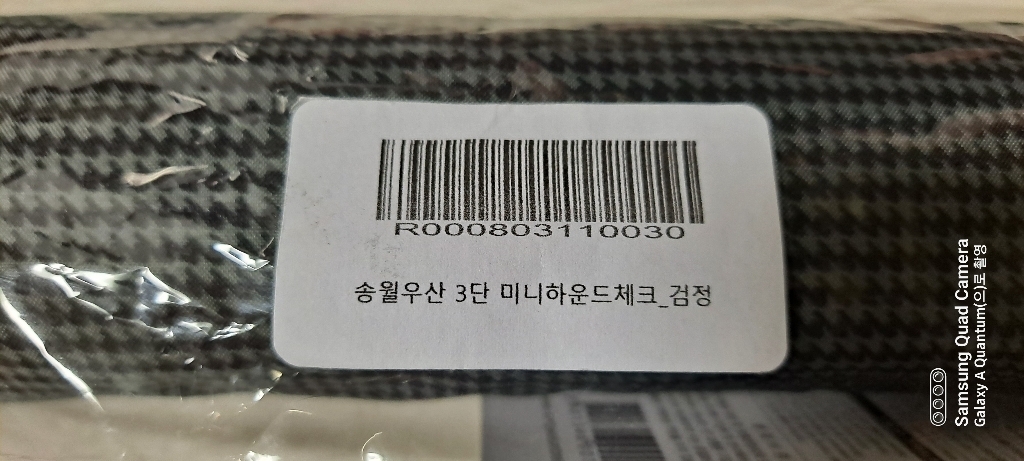 R000803110030
송월우산 3단 미니하운드체크_검정
Samsung Quad Camera
Galaxy A Quantum(으)로 촬영